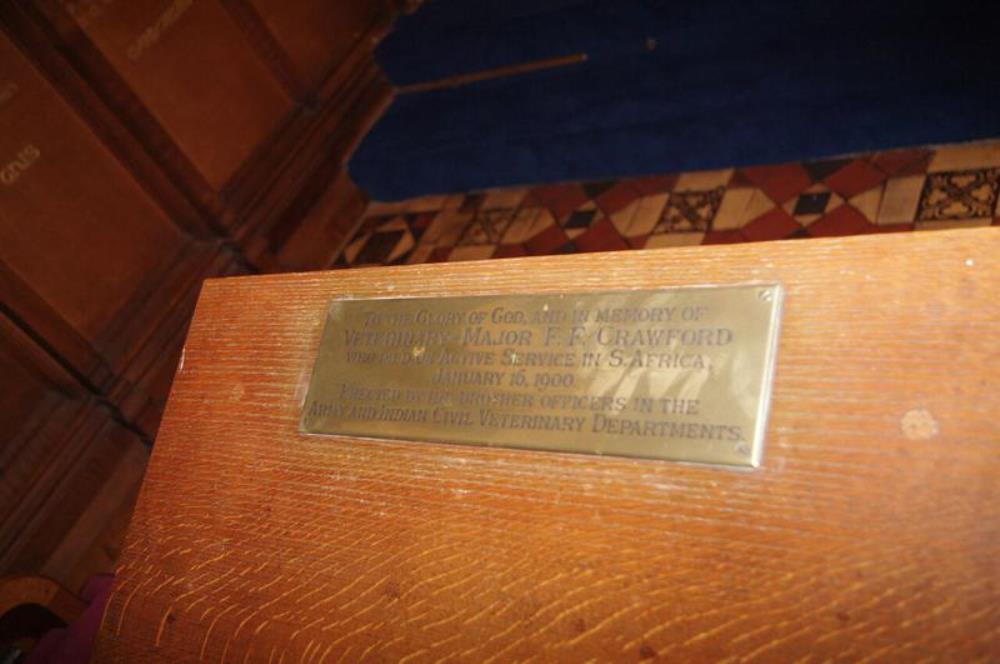 To the Glory of God, and in memory of
Veterinary-Major F. F. Crawford
who died on Active Service in S. Africa,
January 16, 1900.
Erected by his brother officers in the
Army and Indian Civil Veterinary Departments.